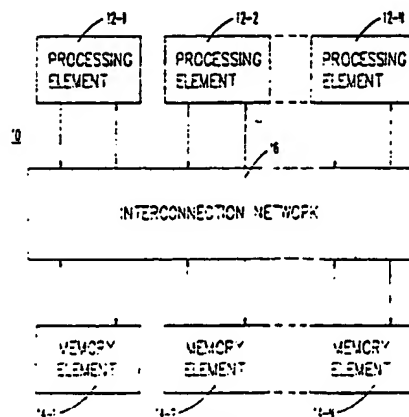 12-1 12-2 12-N
PROCESSING ELEMENT PROCESSING ELEMENT PROCESSING ELEMENT
10
16
INTERCONNECTION NETWORK
MEMORY ELEMENT MEMORY ELEMENT MEMORY ELEMENT
14-1 14-2 14-N